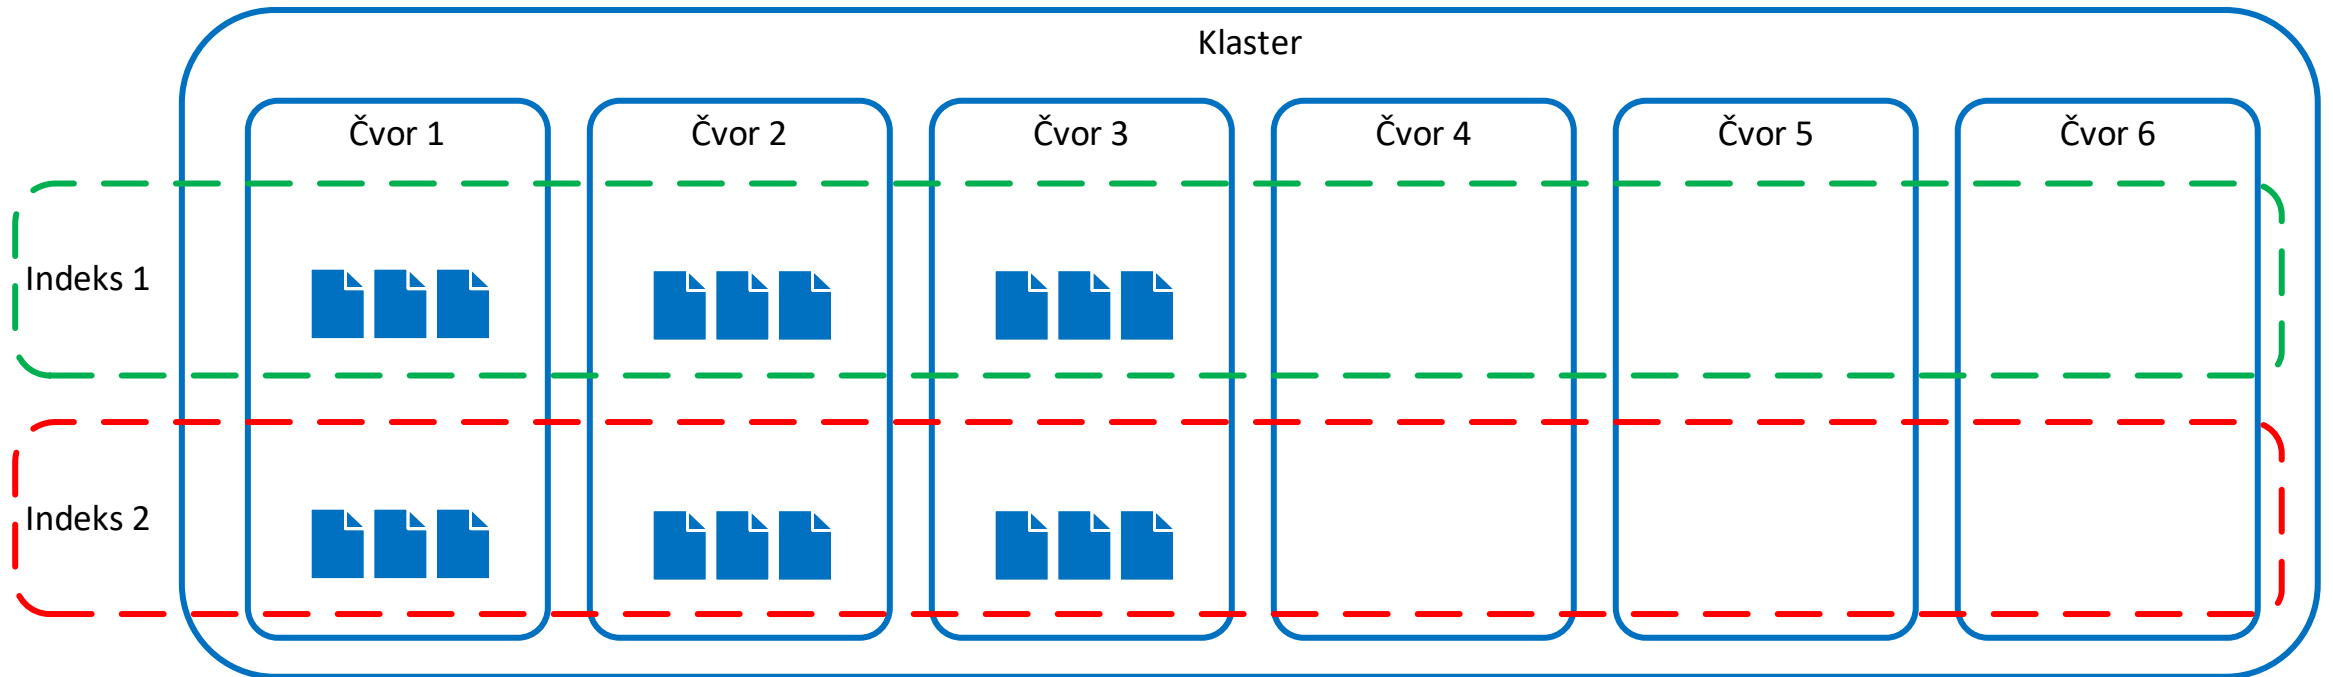 Klaster
Čvor 1
Čvor 2
Čvor 3
Čvor 4
Čvor 5
Čvor 6
Indeks 1
Indeks 2